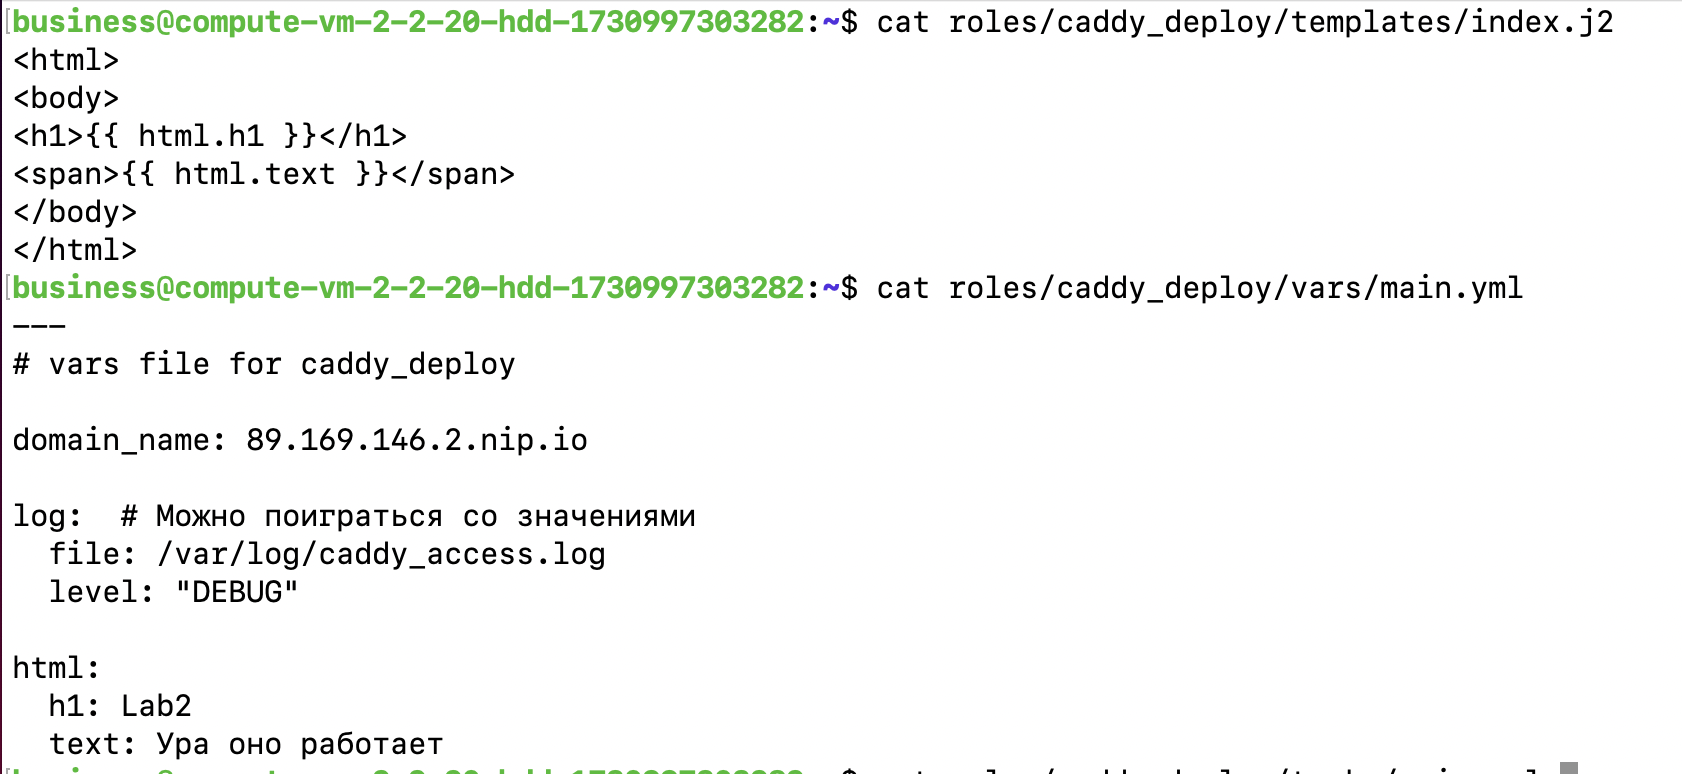 business@compute-vm-2-2-20-hdd-1730997303282:~$ cat roles/caddy_deploy/templates/index.j2
<html>
<body>
<h1>{{ html.h1 }}</h1>
<span>{{ html.text }}</span>
</body>
</html>
business@compute-vm-2-2-20-hdd-1730997303282:~$ cat roles/caddy_deploy/vars/main.yml
---
# vars file for caddy_deploy
domain_name: 89.169.146.2.nip.io
log:  # Можно поиграться со значениями
  file: /var/log/caddy_access.log
  level: "DEBUG"
html:
  h1: Lab2
  text: Ура оно работает